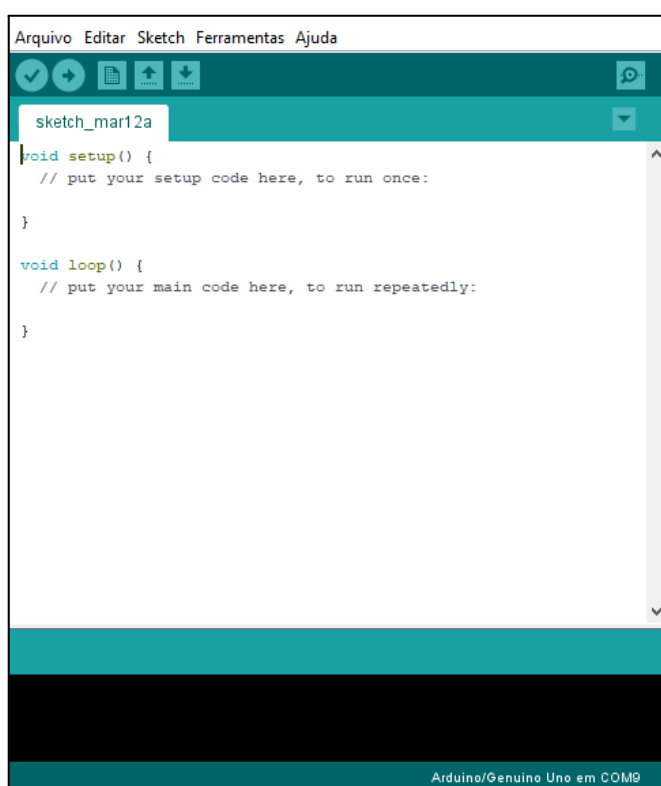 Arquivo Editar Sketch Ferramentas Ajuda
sketch_mar12a
void setup() {
  // put your setup code here, to run once:
}
void loop() {
  // put your main code here, to run repeatedly:
}
Arduino/Genuino Uno em COM9